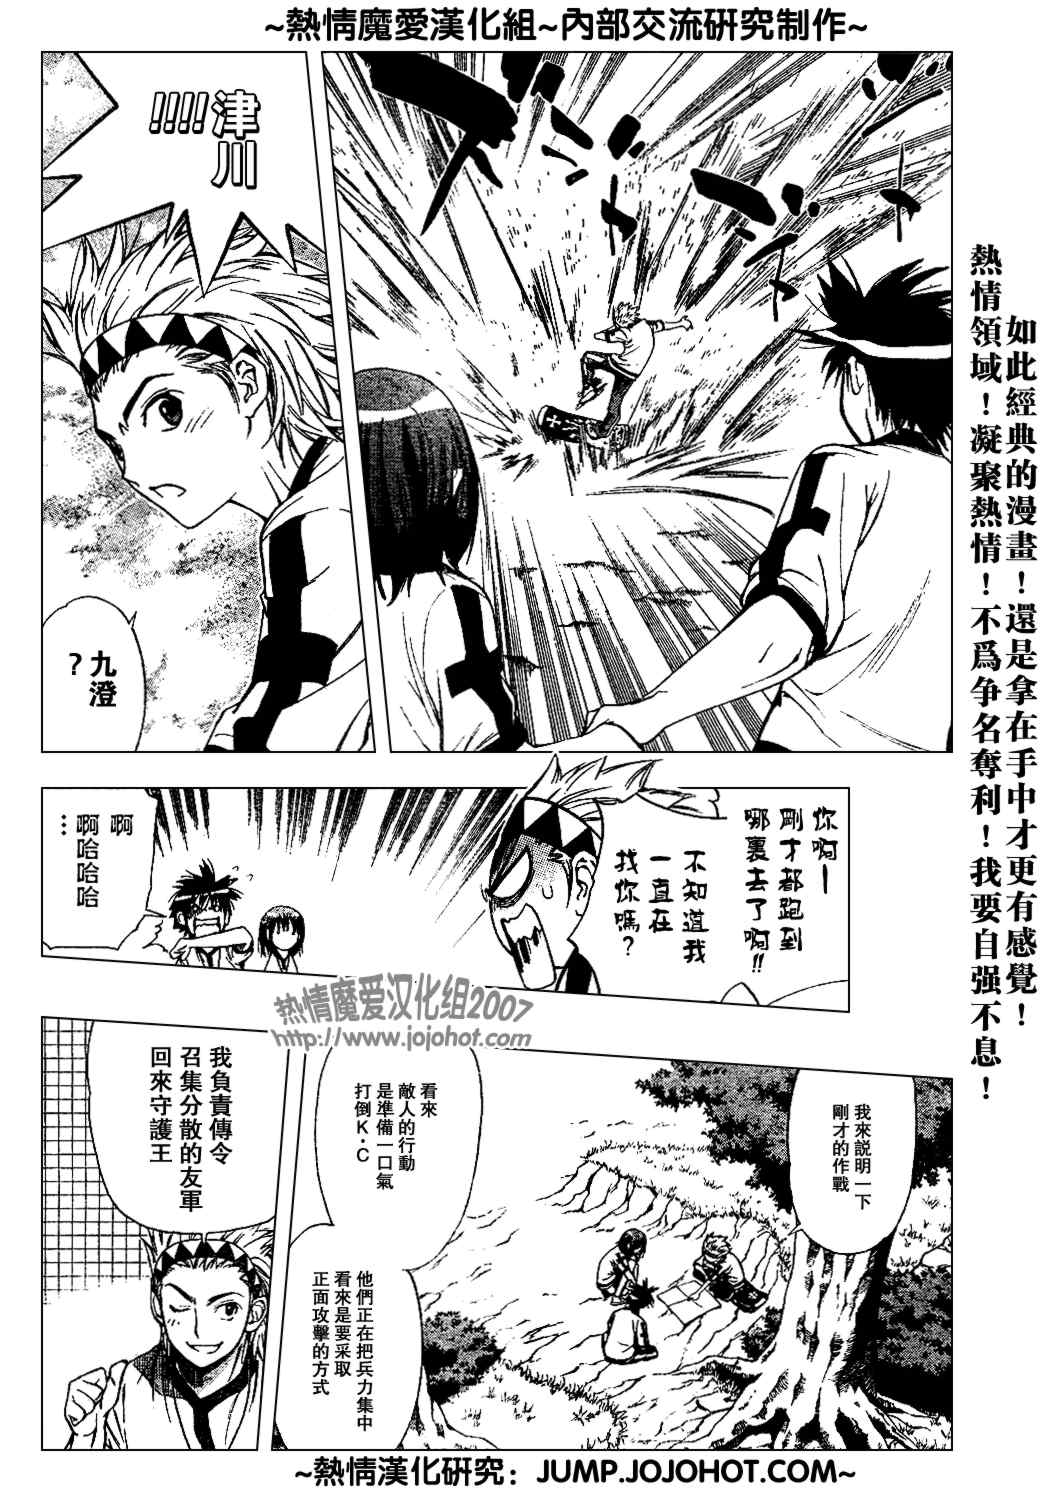 ~熱情魔愛漢化組~內部交流研究制作~
津川!!!!!
九澄?
你啊—
剛才都跑到
哪裏去了啊!!
不知道我
一直在
找你嗎?
啊
啊哈哈哈
…
我來説明一下
剛才的作戰
看來
敵人的行動
是準備一口氣
打倒K·C
他們正在把兵力集中
看來是要采取
正面攻擊的方式
我負責傳令
召集分散的友軍
回來守護王
如此經典的漫畫！還是拿在手中才更有感覺！
熱情領域！凝聚熱情！不爲争名奪利！我要自强不息！
熱情魔爱汉化组2007
http://www.jojohot.com
~熱情漢化研究：JUMP.JOJOHOT.COM~